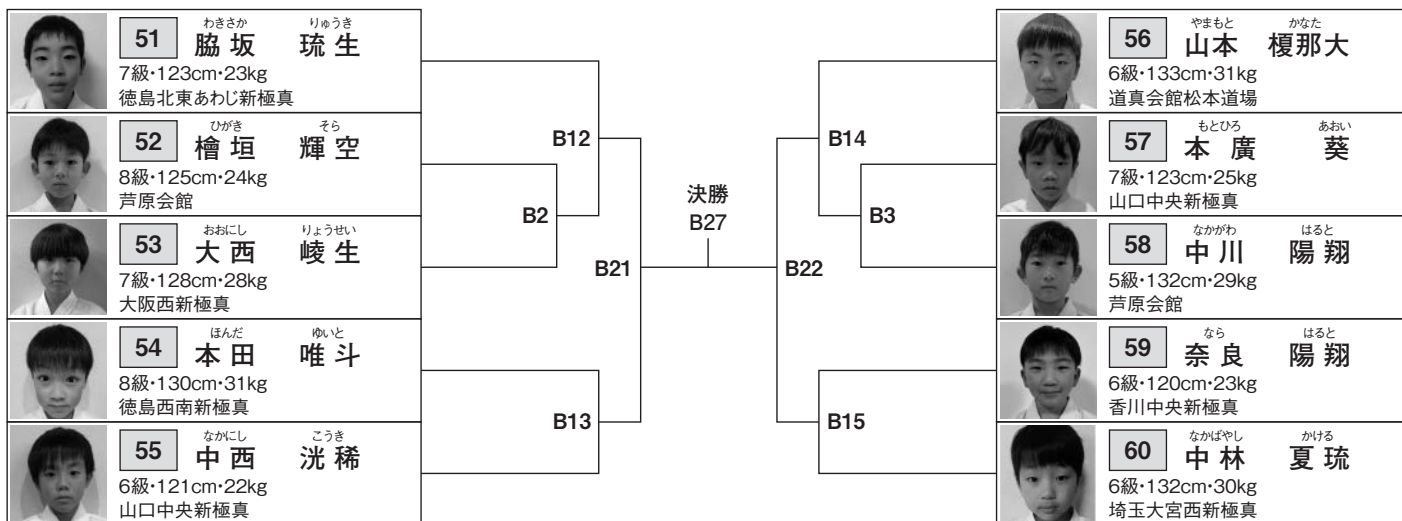 わきさか りゅうき
51 脇坂 琉生
7級・123cm・23kg
徳島北東あわじ新極真
ひがき そら
52 檜垣 輝空
8級・125cm・24kg
芦原会館
おおにし りょうせい
53 大西 崚生
7級・128cm・28kg
大阪西新極真
ほんだ ゆいと
54 本田 唯斗
8級・130cm・31kg
徳島西南新極真
なかにし こうき
55 中西 洸稀
6級・121cm・22kg
山口中央新極真
B12
B2
B21
B13
決勝
B27
B14
B3
B22
B15
やまもと かなた
56 山本 榎那大
6級・133cm・31kg
道真会館松本道場
もとひろ あおい
57 本廣 葵
7級・123cm・25kg
山口中央新極真
なかがわ はると
58 中川 陽翔
5級・132cm・29kg
芦原会館
なら はると
59 奈良 陽翔
6級・120cm・23kg
香川中央新極真
なかばやし かける
60 中林 夏琉
6級・132cm・30kg
埼玉大宮西新極真